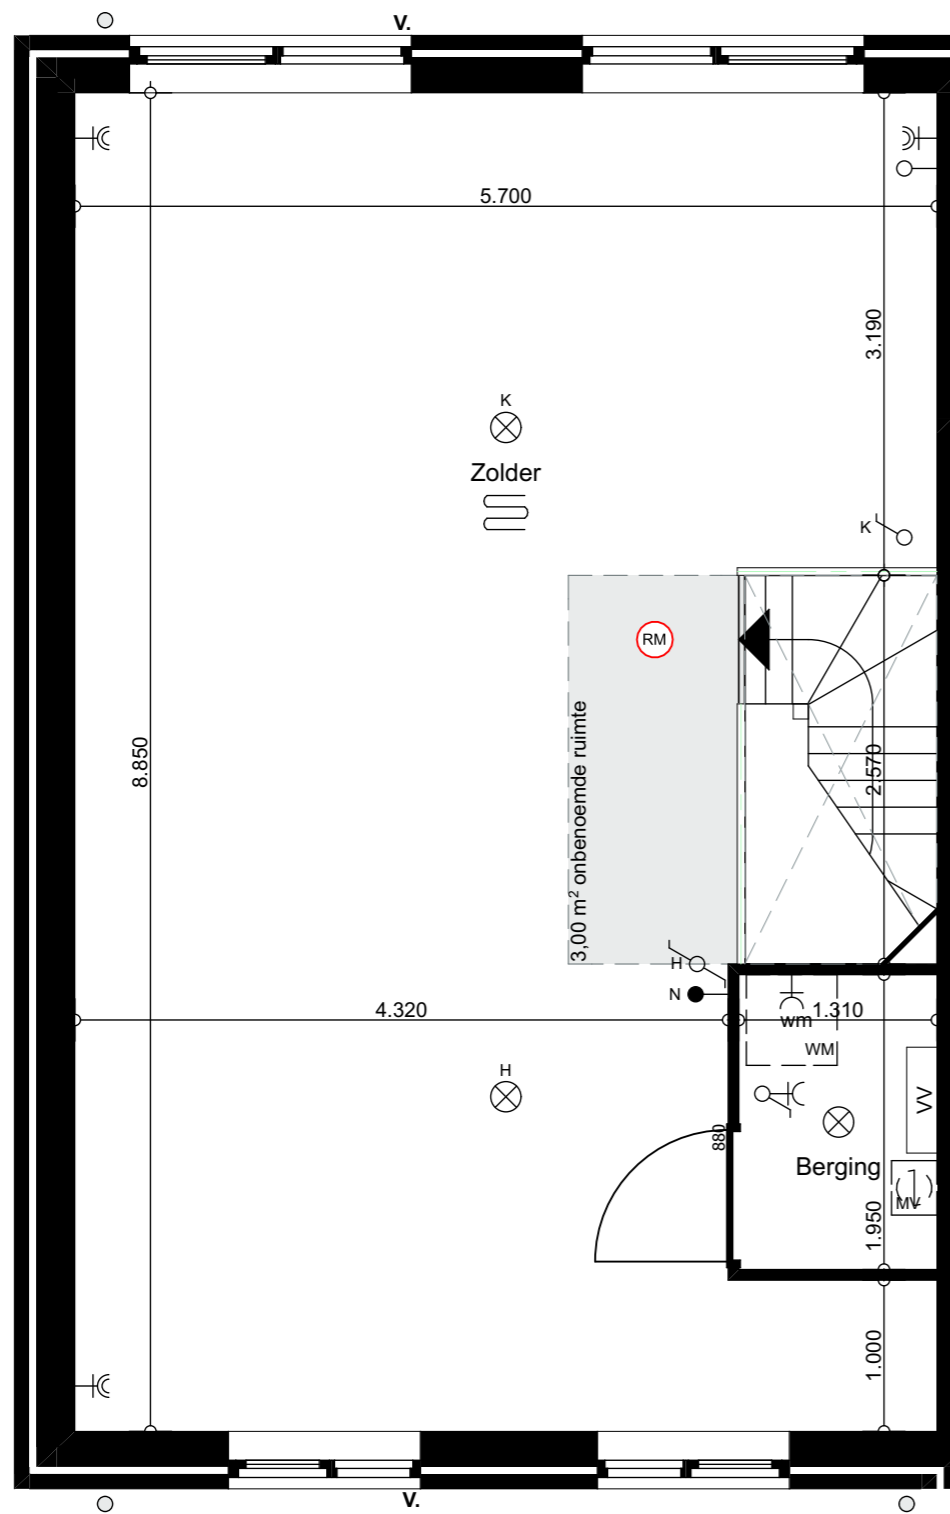 V.
5.700
3.190
K
Zolder
K
RM
3,00 m² onbenoemde ruimte
8.850
2.570
H
N
4.320
1.310
wm
WM
H
VV
880
Berging
MV
1.950
1.000
V.